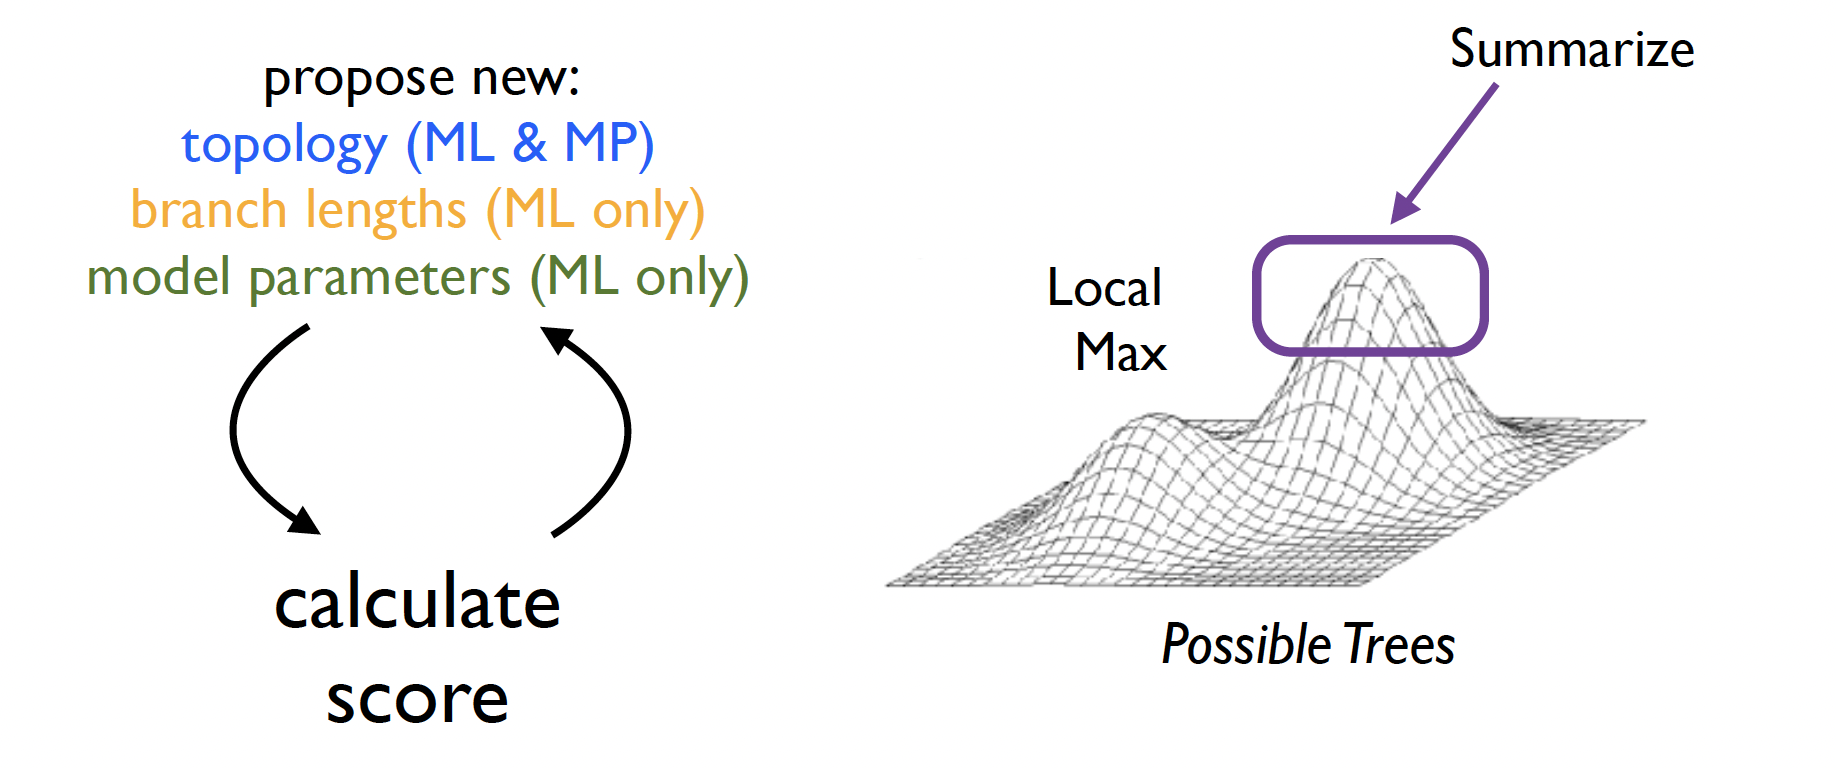 propose new:
topology (ML & MP)
branch lengths (ML only)
model parameters (ML only)
calculate
score
Summarize
Local
Max
Possible Trees